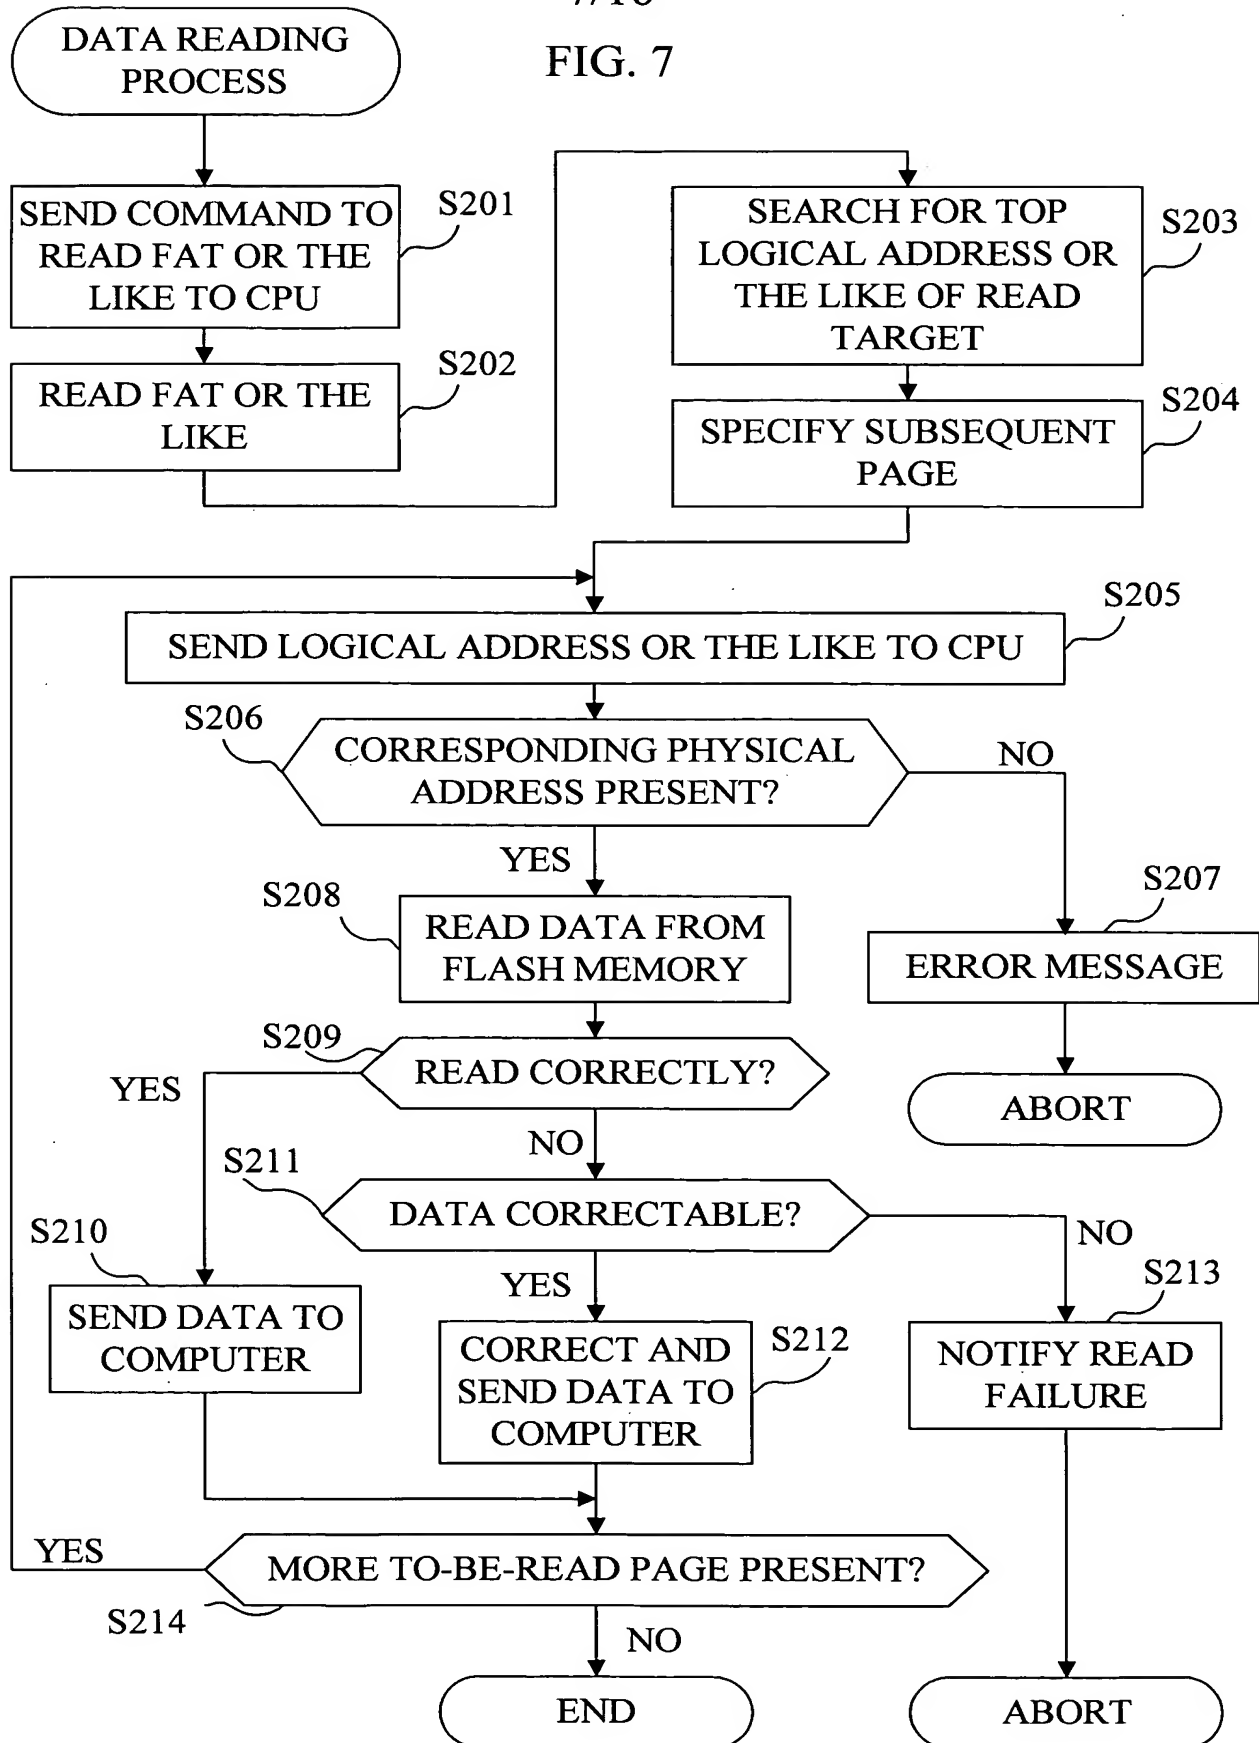 FIG. 7
DATA READING
PROCESS
S201
SEND COMMAND TO
READ FAT OR THE
LIKE TO CPU
S202
READ FAT OR THE
LIKE
S203
SEARCH FOR TOP
LOGICAL ADDRESS OR
THE LIKE OF READ
TARGET
S204
SPECIFY SUBSEQUENT
PAGE
S205
SEND LOGICAL ADDRESS OR THE LIKE TO CPU
S206
CORRESPONDING PHYSICAL
ADDRESS PRESENT?
NO
YES
S207
ERROR MESSAGE
ABORT
S208
READ DATA FROM
FLASH MEMORY
S209
READ CORRECTLY?
YES
NO
S210
SEND DATA TO
COMPUTER
S211
DATA CORRECTABLE?
NO
YES
S212
CORRECT AND
SEND DATA TO
COMPUTER
S213
NOTIFY READ
FAILURE
YES
MORE TO-BE-READ PAGE PRESENT?
S214
NO
END
ABORT